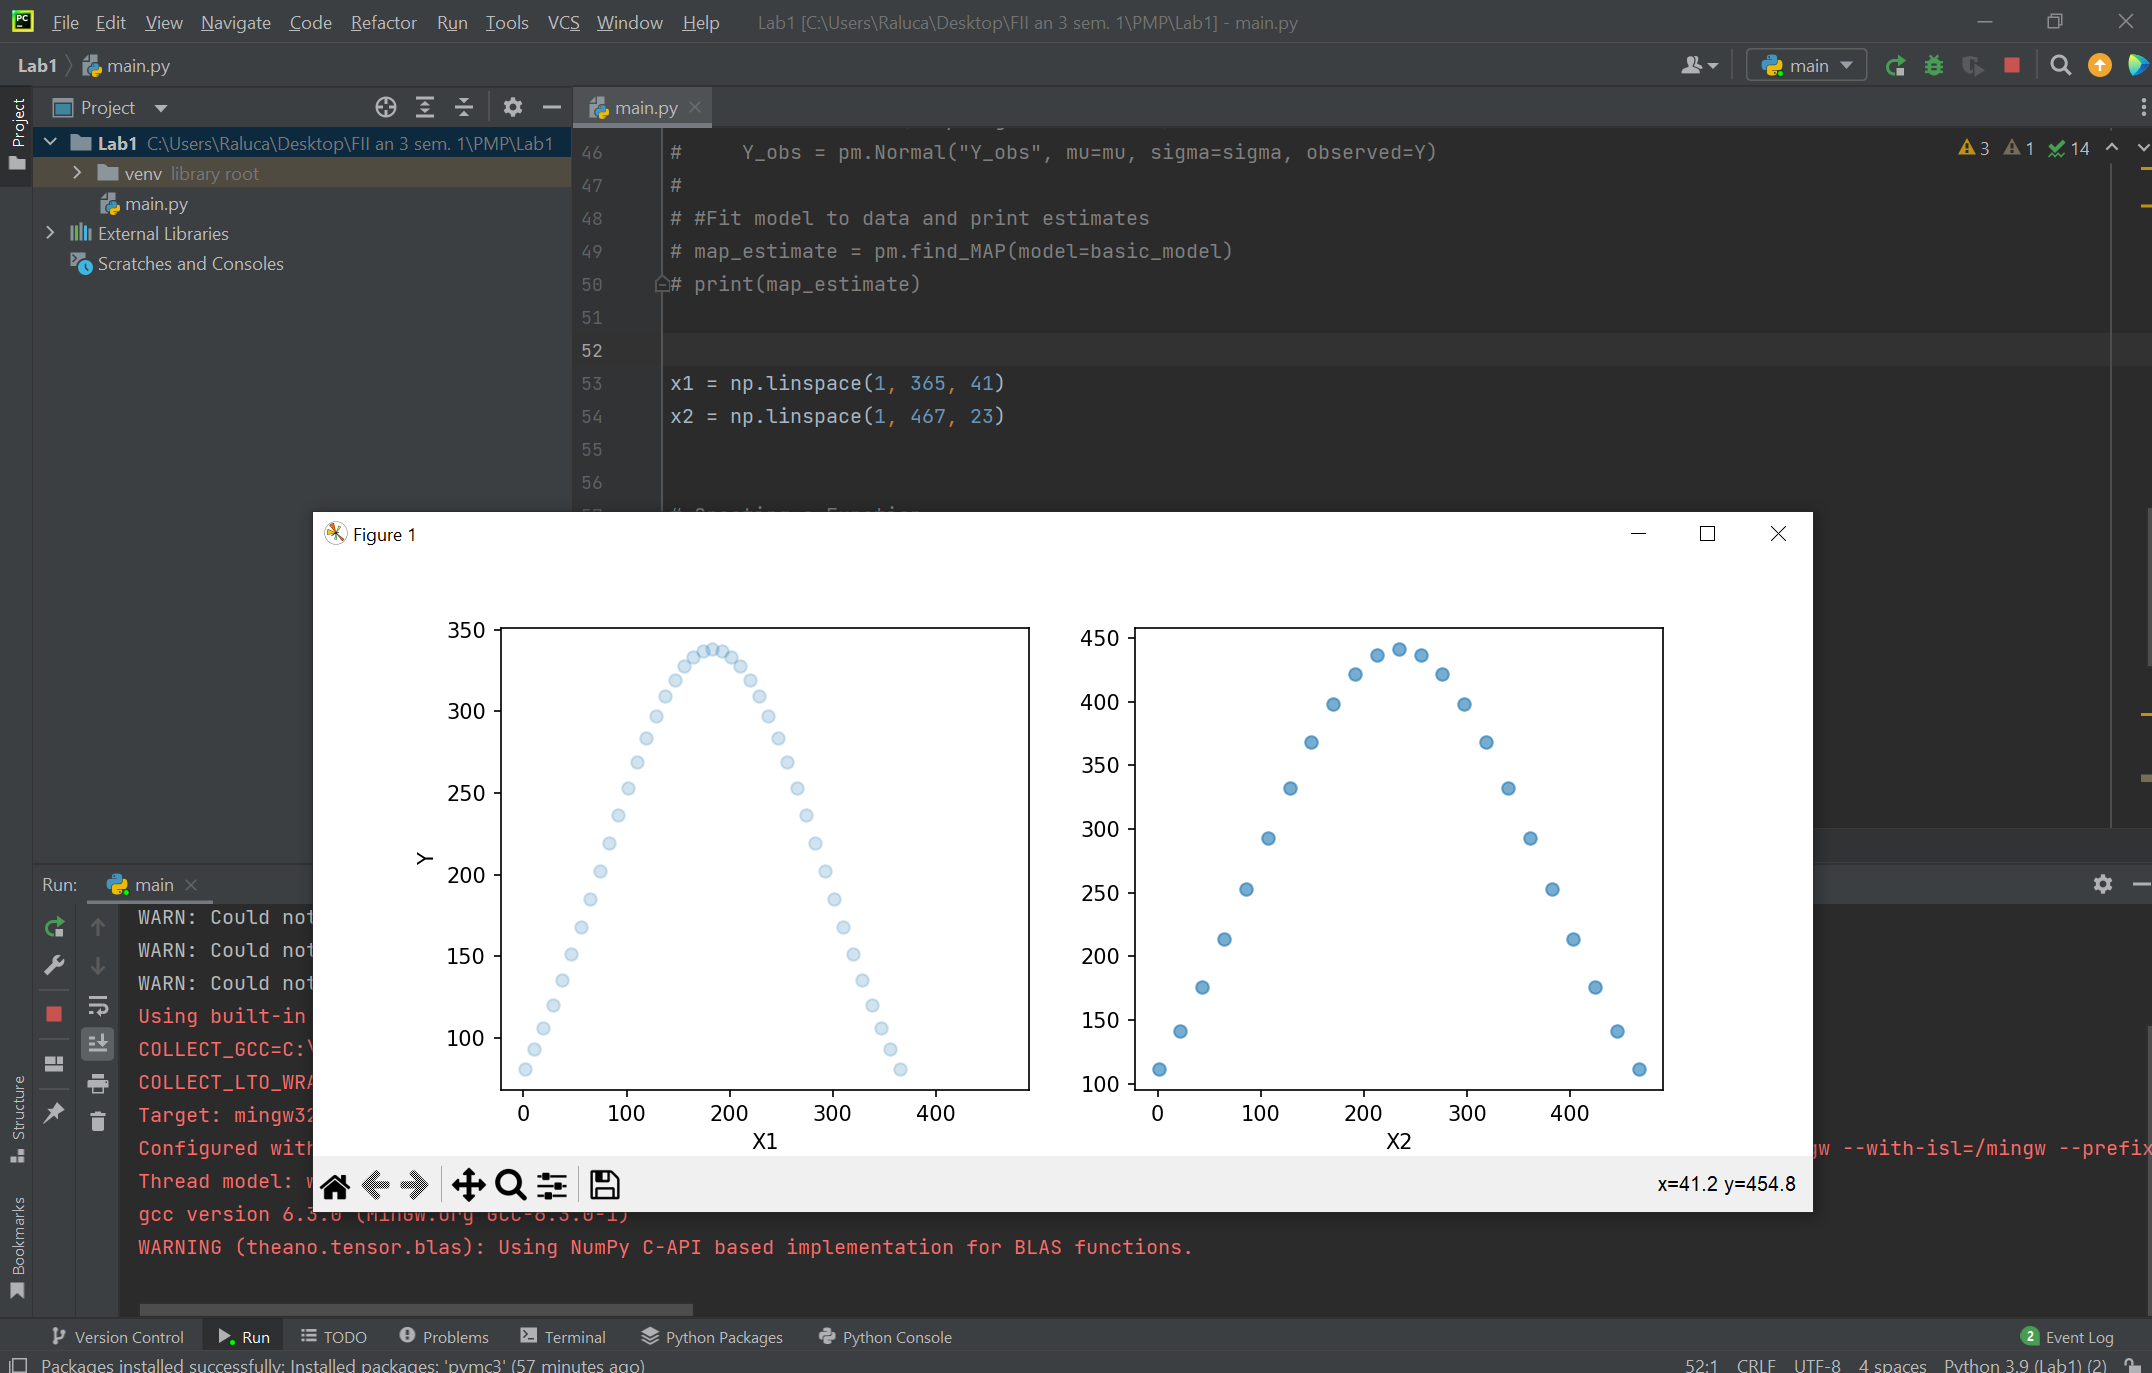 File Edit View Navigate Code Refactor Run Tools VCS Window Help Lab1 [C:\Users\Raluca\Desktop\FII an 3 sem. 1\PMP\Lab1] - main.py
Lab1 main.py main
Project main.py
Project
Lab1 C:\Users\Raluca\Desktop\FII an 3 sem. 1\PMP\Lab1
venv library root
main.py
External Libraries
Scratches and Consoles
3 1 14
46 # Y_obs = pm.Normal("Y_obs", mu=mu, sigma=sigma, observed=Y)
47 #
48 # #Fit model to data and print estimates
49 # map_estimate = pm.find_MAP(model=basic_model)
50 # print(map_estimate)
51
52
53 x1 = np.linspace(1, 365, 41)
54 x2 = np.linspace(1, 467, 23)
55
56
Figure 1
350
300
250
200
150
100
Y
0 100 200 300 400
X1
450
400
350
300
250
200
150
100
0 100 200 300 400
X2
x=41.2 y=454.8
Run: main
WARN: Could not
WARN: Could not
WARN: Could not
Using built-in
COLLECT_GCC=C:\
COLLECT_LTO_WRA
Target: mingw32
Configured with --with-isl=/mingw --prefix
Thread model:
gcc version 6.3.0 (MinGW.org GCC-6.3.0-1)
WARNING (theano.tensor.blas): Using NumPy C-API based implementation for BLAS functions.
Structure
Bookmarks
Version Control Run TODO Problems Terminal Python Packages Python Console 2 Event Log
Packages installed successfully: Installed packages: 'pymc3' (57 minutes ago) 52:1 CRLF UTF-8 4 spaces Python 3.9 (Lab1) (2)